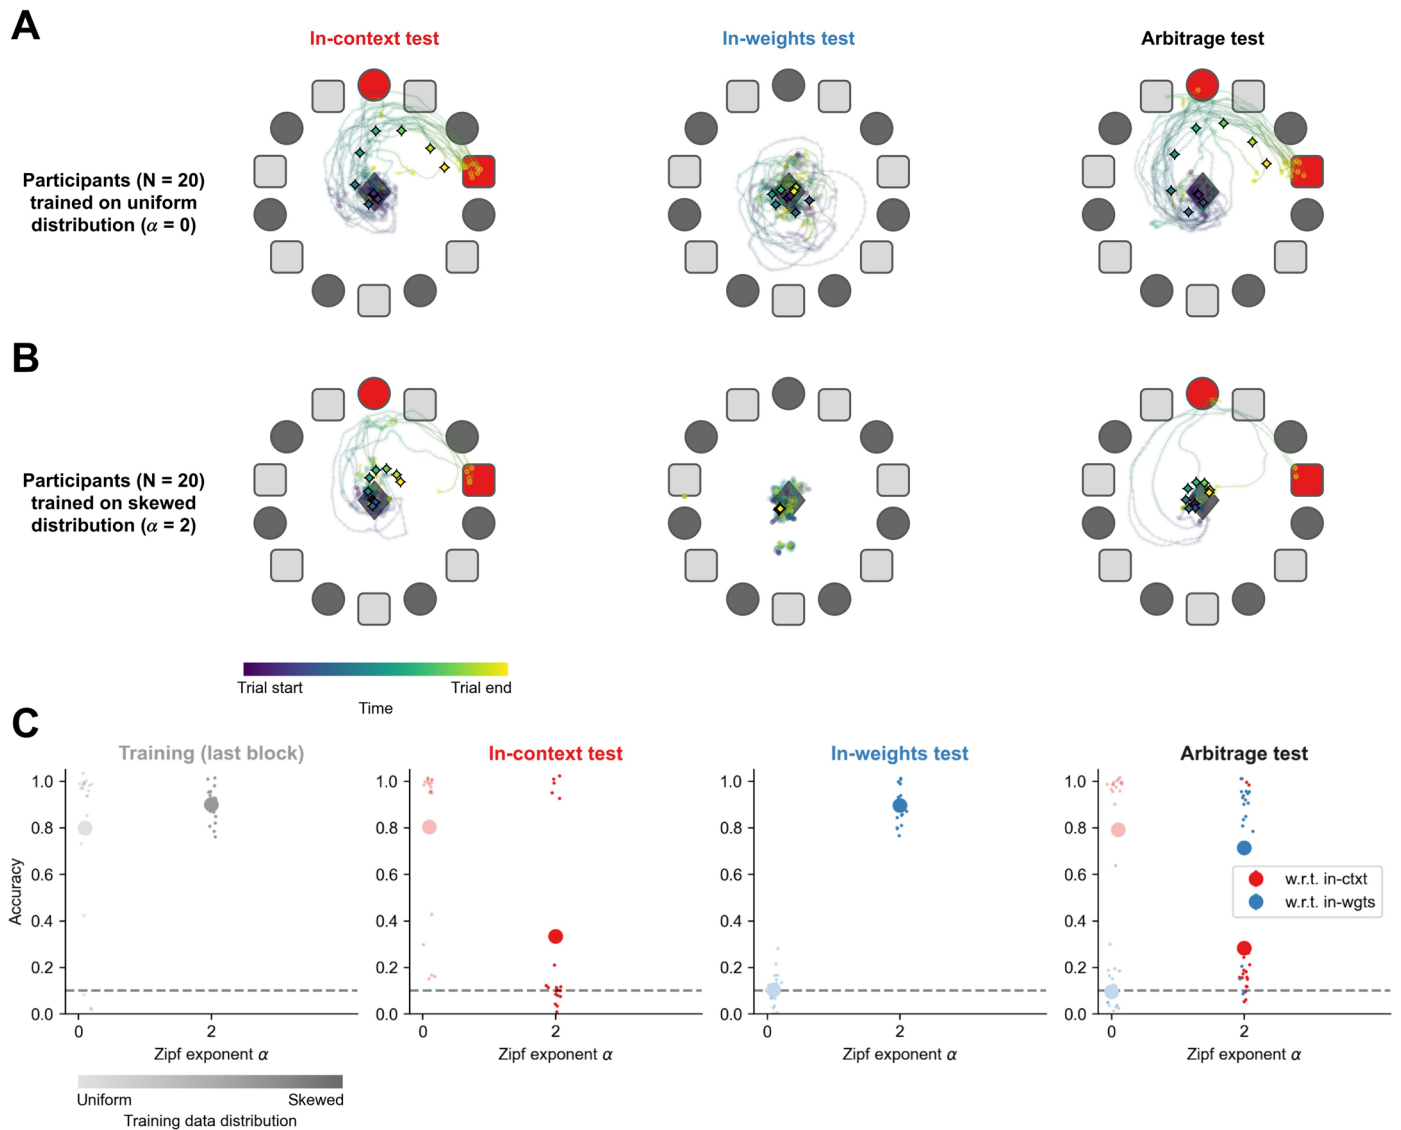 A
In-context test
In-weights test
Arbitrage test
Participants (N = 20)
trained on uniform
distribution (α = 0)
B
Participants (N = 20)
trained on skewed
distribution (α = 2)
Trial start
Trial end
Time
C
Training (last block)
In-context test
In-weights test
Arbitrage test
Accuracy
1.0
0.8
0.6
0.4
0.2
0.0
0
2
Zipf exponent α
1.0
0.8
0.6
0.4
0.2
0.0
0
2
Zipf exponent α
1.0
0.8
0.6
0.4
0.2
0.0
0
2
Zipf exponent α
1.0
0.8
0.6
0.4
0.2
0.0
0
2
Zipf exponent α
w.r.t. in-ctxt
w.r.t. in-wgts
Uniform
Skewed
Training data distribution